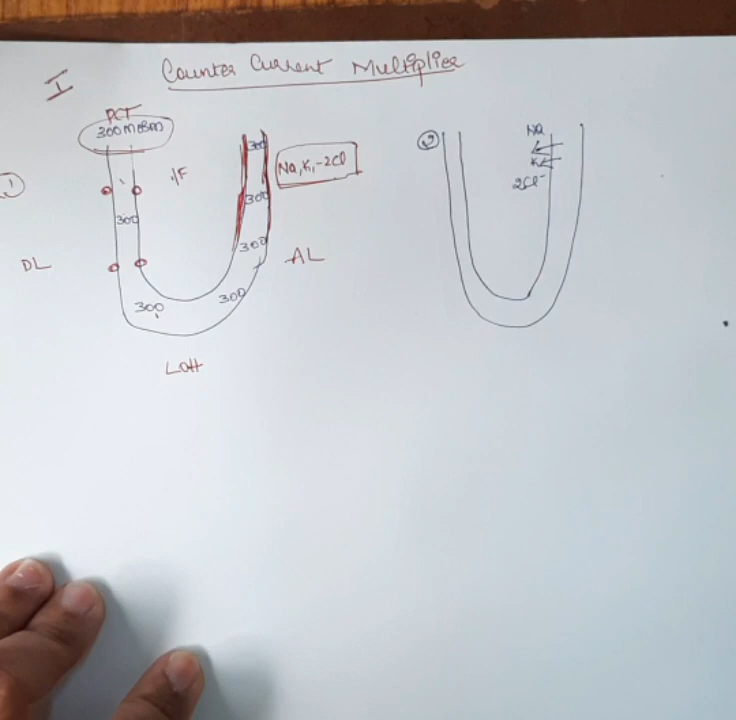 I
Counter Current Multiplier
PCT
300 mosm
1
I/F
300
300
300
300
300
300
Na, K, -2Cl
DL
AL
LOH
2
Na
K
2Cl-